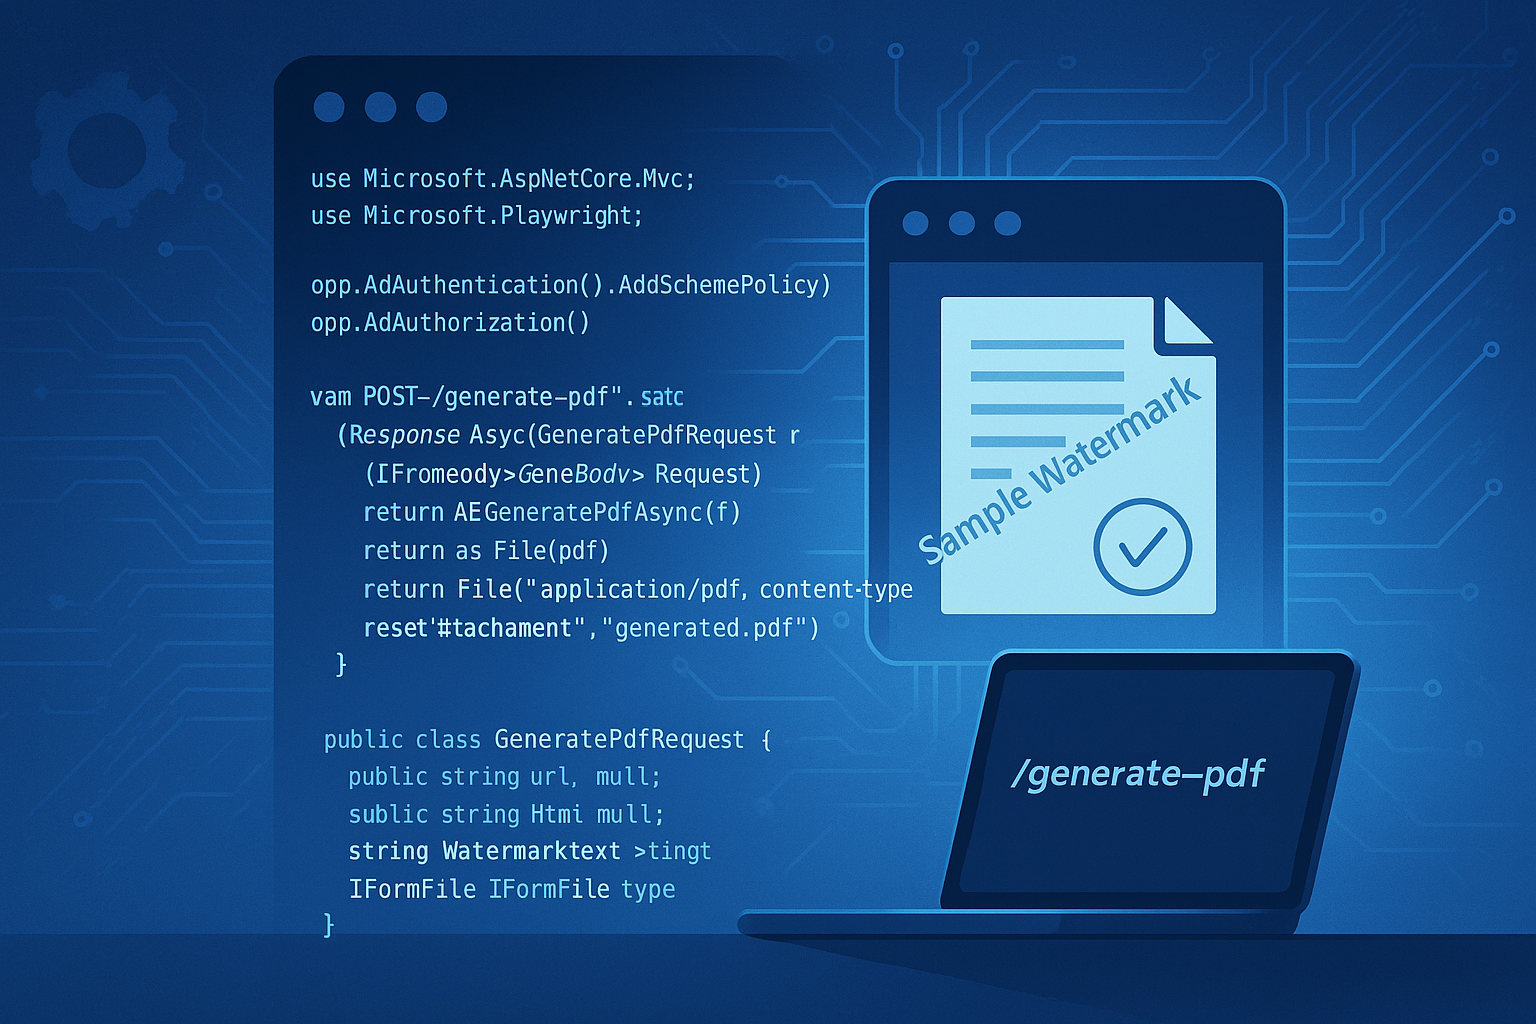 use Microsoft.AspNetCore.Mvc;
use Microsoft.Playwright;
opp.AdAuthentication().AddSchemePolicy)
opp.AdAuthorization()
vam POST–/generate–pdf". satc
(Response Asyc(GeneratePdfRequest r
(IFromeody>GeneBodv> Request)
return AEGeneratePdfAsync(f)
return as File(pdf)
return File("application/pdf, content-type
reset'#tachament","generated.pdf")
}
public class GeneratePdfRequest {
public string url, mull;
sublic string Htmi mull;
string Watermarktext >tingt
IFormFile IFormFile type
}
Sample Watermark
/generate–pdf